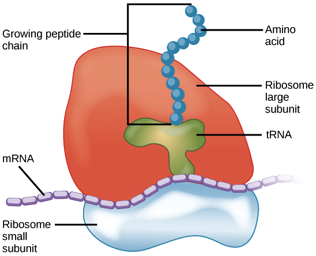 Growing peptide
chain
Amino
acid
Ribosome
large
subunit
tRNA
mRNA
Ribosome
small
subunit